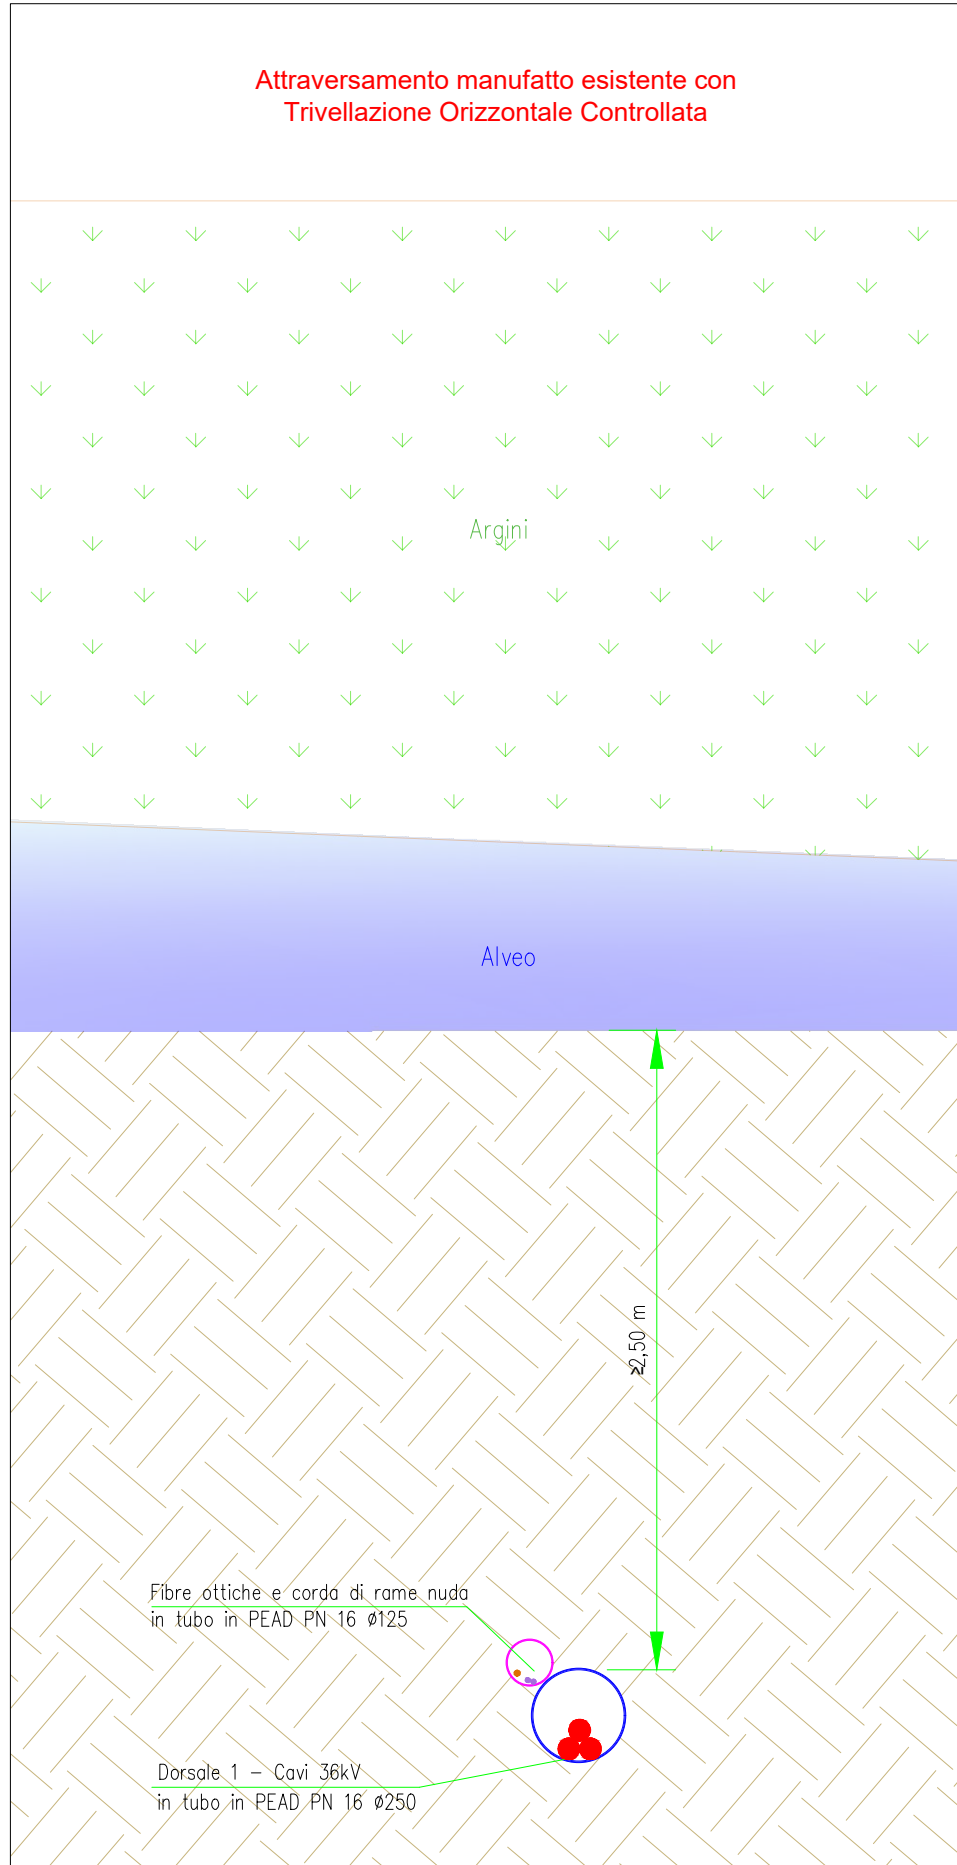 Attraversamento manufatto esistente con
Trivellazione Orizzontale Controllata
Argini
Alveo
≥2,50 m
Fibre ottiche e corda di rame nuda
in tubo in PEAD PN 16 Ø125
Dorsale 1 - Cavi 36kV
in tubo in PEAD PN 16 Ø250